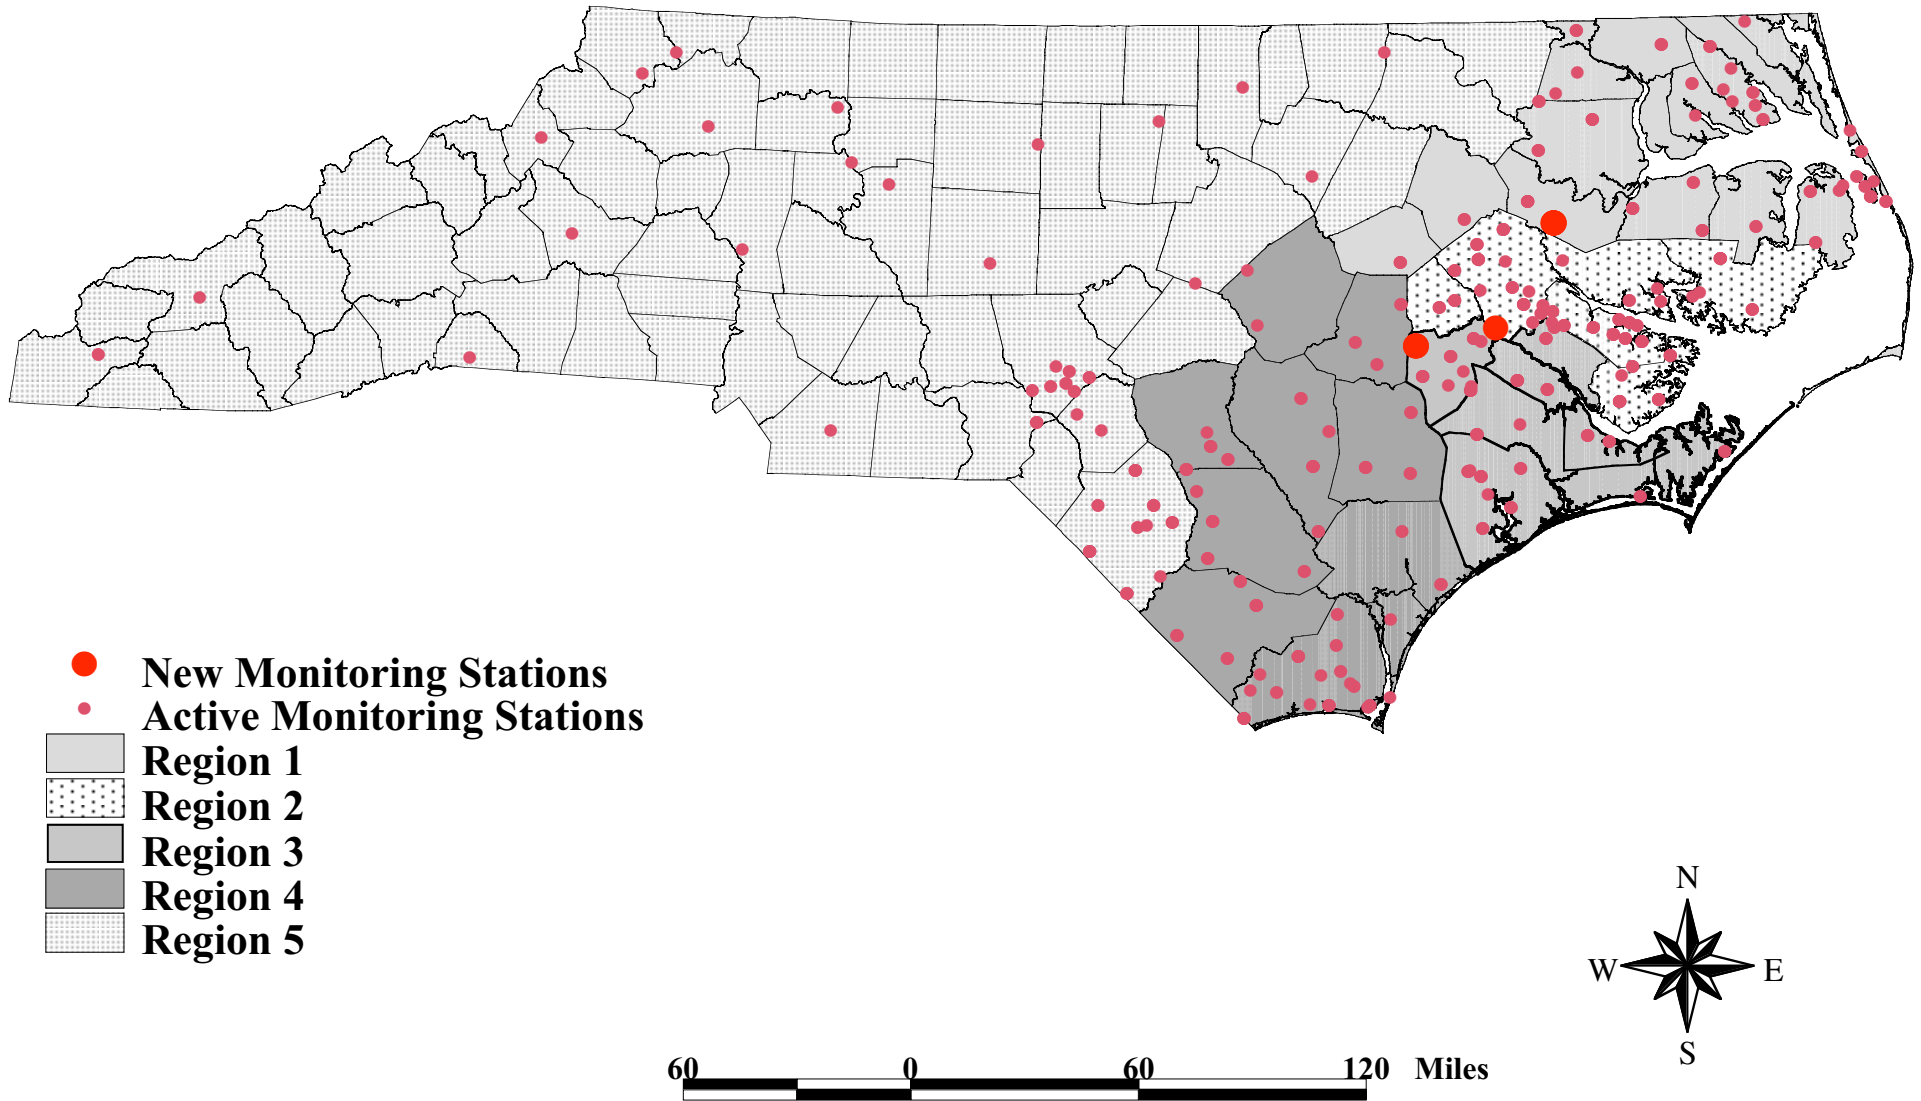 New Monitoring Stations
Active Monitoring Stations
Region 1
Region 2
Region 3
Region 4
Region 5
N
W E
S
60 0 60 120 Miles